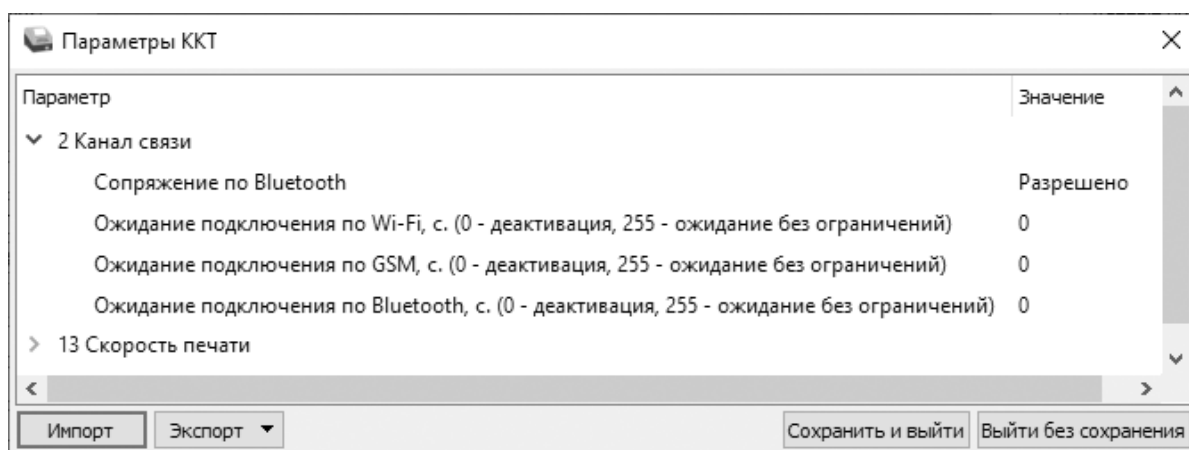 Параметры ККТ
Параметр Значение
2 Канал связи
Сопряжение по Bluetooth Разрешено
Ожидание подключения по Wi-Fi, с. (0 - деактивация, 255 - ожидание без ограничений) 0
Ожидание подключения по GSM, с. (0 - деактивация, 255 - ожидание без ограничений) 0
Ожидание подключения по Bluetooth, с. (0 - деактивация, 255 - ожидание без ограничений) 0
13 Скорость печати
Импорт Экспорт Сохранить и выйти Выйти без сохранения